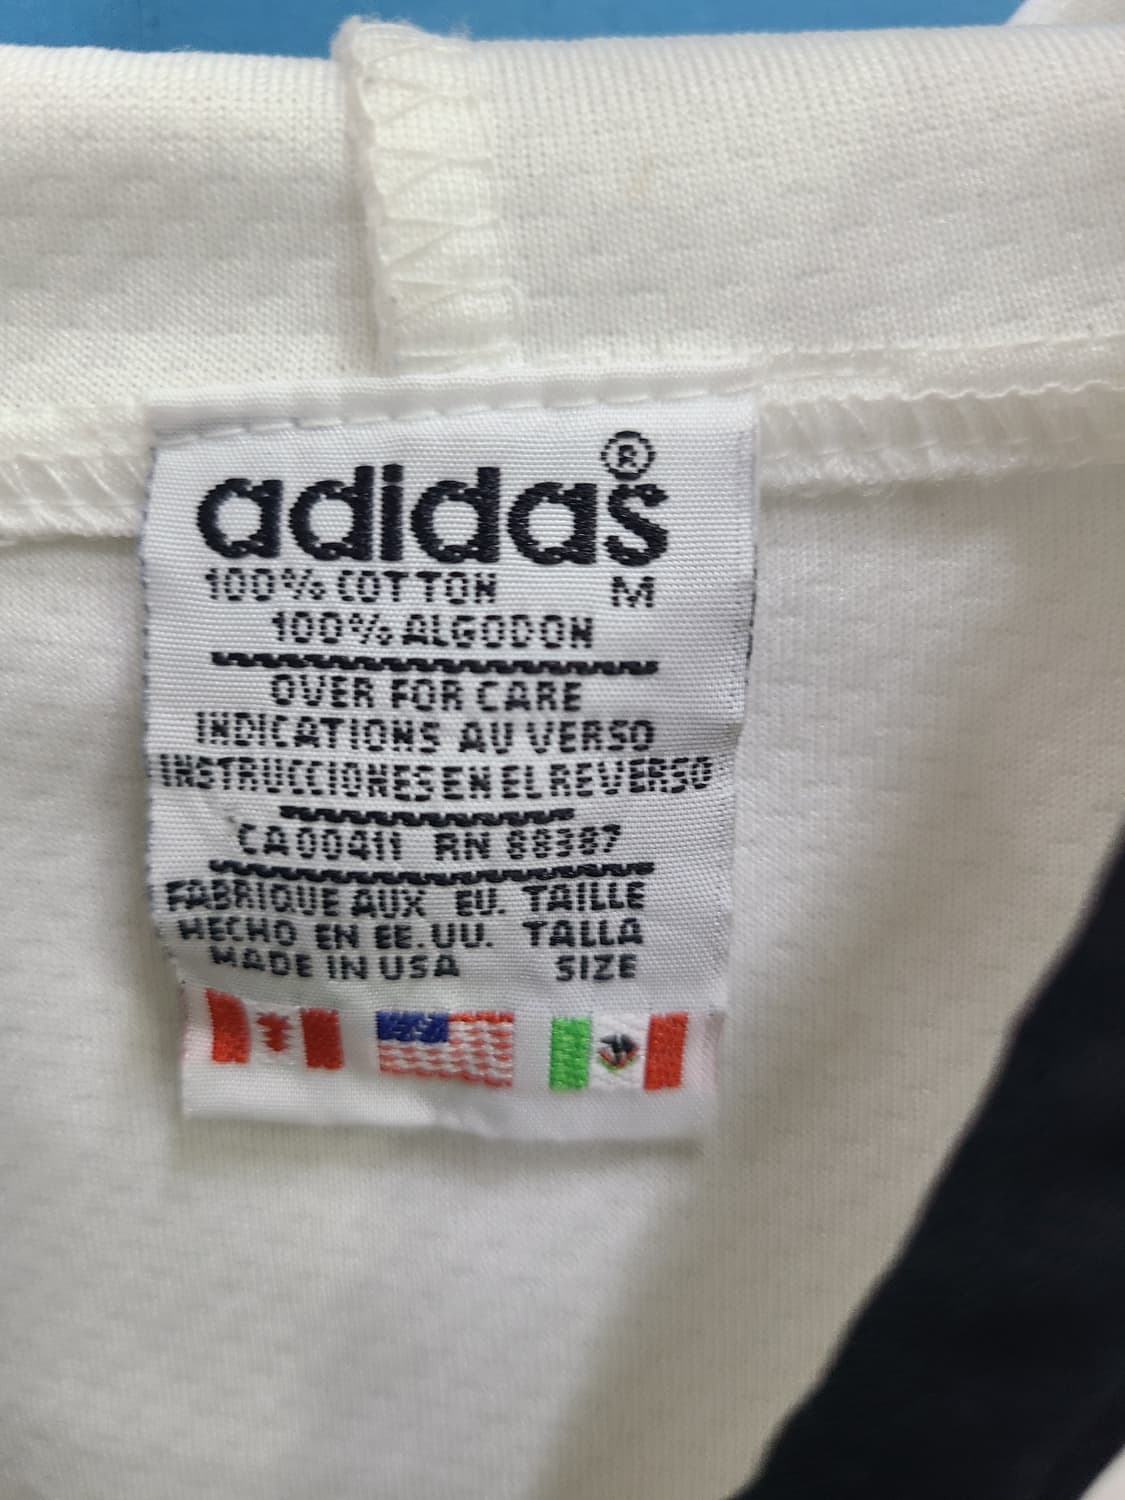 adidas®
100% COTTON M
100% ALGODON
OVER FOR CARE
INDICATIONS AU VERSO
INSTRUCCIONES EN EL REVERSO
CA00411 RN 88387
FABRIQUE AUX EU. TAILLE
HECHO EN EE.UU. TALLA
MADE IN USA SIZE